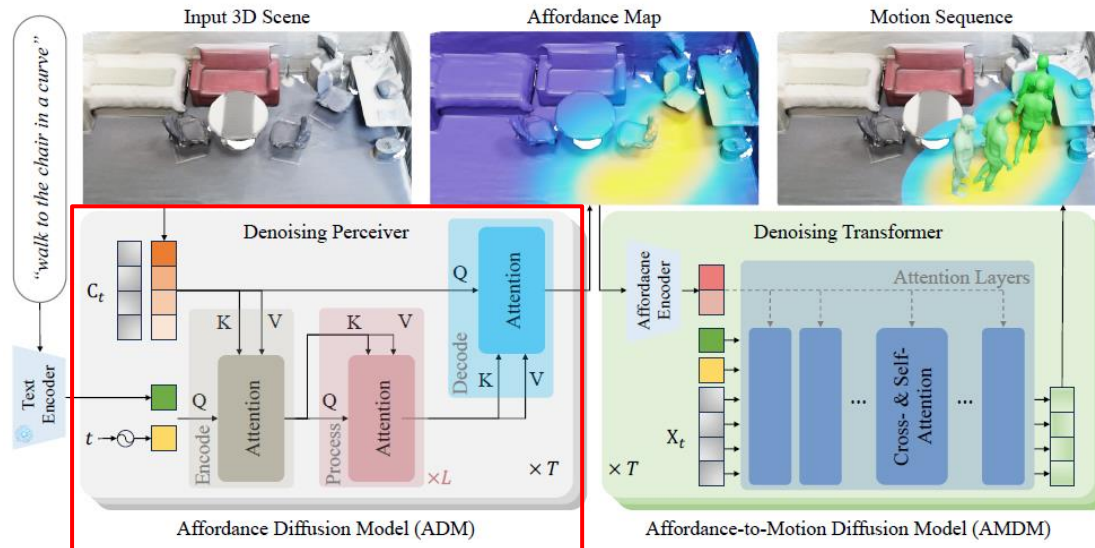 Input 3D Scene
Affordance Map
Motion Sequence
“walk to the chair in a curve”
Text
Encoder
Denoising Perceiver
C_t
K
V
Q
Encode
Attention
K
V
Q
Process
Attention
×L
Q
Decode
Attention
K
V
t
× T
Affordance Diffusion Model (ADM)
Denoising Transformer
Affordacne
Encoder
Attention Layers
X_t
...
Cross- & Self-
Attention
...
× T
Affordance-to-Motion Diffusion Model (AMDM)